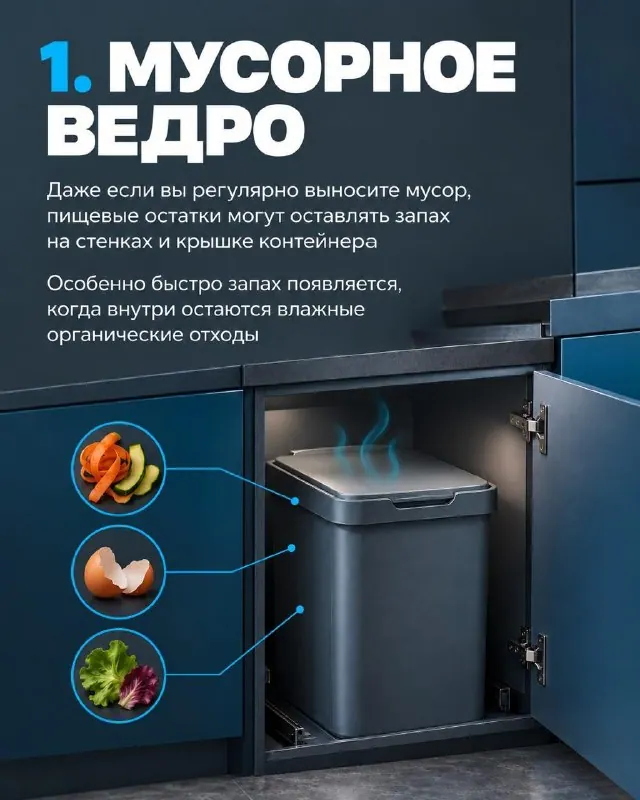 1. МУСОРНОЕ
ВЕДРО
Даже если вы регулярно выносите мусор,
пищевые остатки могут оставлять запах
на стенках и крышке контейнера
Особенно быстро запах появляется,
когда внутри остаются влажные
органические отходы